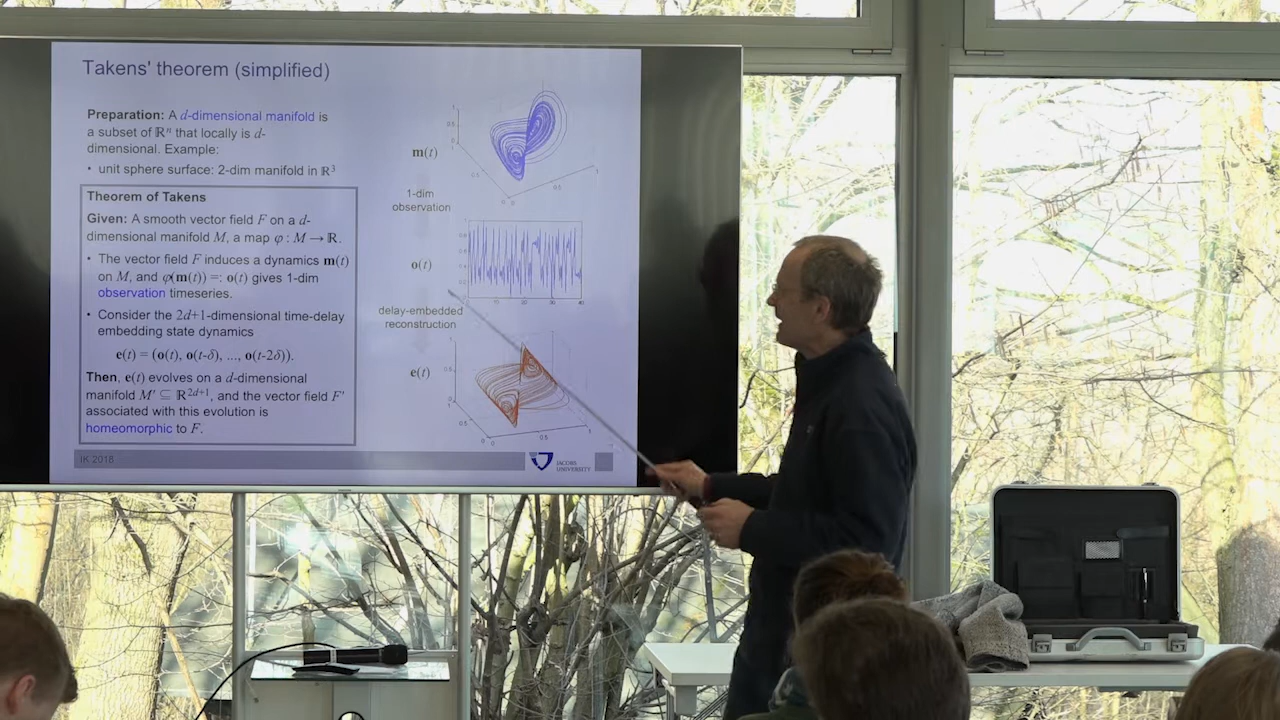 Takens' theorem (simplified)
Preparation: A d-dimensional manifold is
a subset of ℝⁿ that locally is d-
dimensional. Example:
• unit sphere surface: 2-dim manifold in ℝ³
Theorem of Takens
Given: A smooth vector field F on a d-
dimensional manifold M, a map φ : M → ℝ.
• The vector field F induces a dynamics m(t)
on M, and φ(m(t)) =: o(t) gives 1-dim
observation timeseries.
• Consider the 2d+1-dimensional time-delay
embedding state dynamics
e(t) = (o(t), o(t-δ), ..., o(t-2δ)).
Then, e(t) evolves on a d-dimensional
manifold M' ⊆ ℝ²ᵈ⁺¹, and the vector field F'
associated with this evolution is
homeomorphic to F.
m(t)
1-dim
observation
o(t)
delay-embedded
reconstruction
e(t)
IK 2018
JACOBS
UNIVERSITY